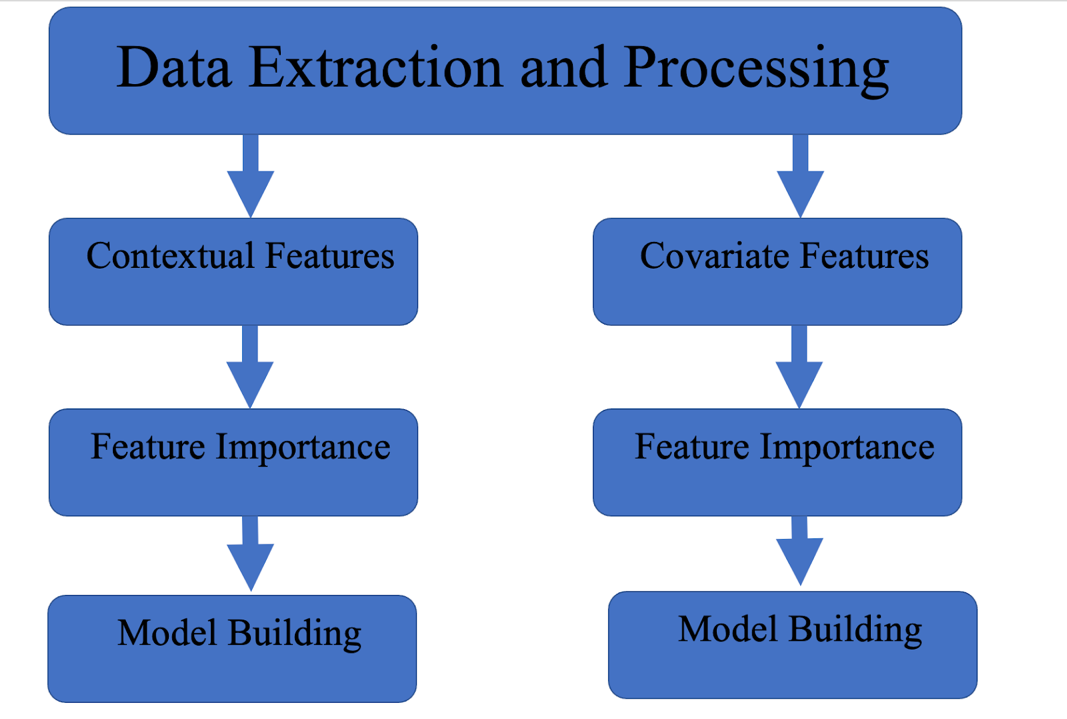 Data Extraction and Processing
Contextual Features
Covariate Features
Feature Importance
Feature Importance
Model Building
Model Building